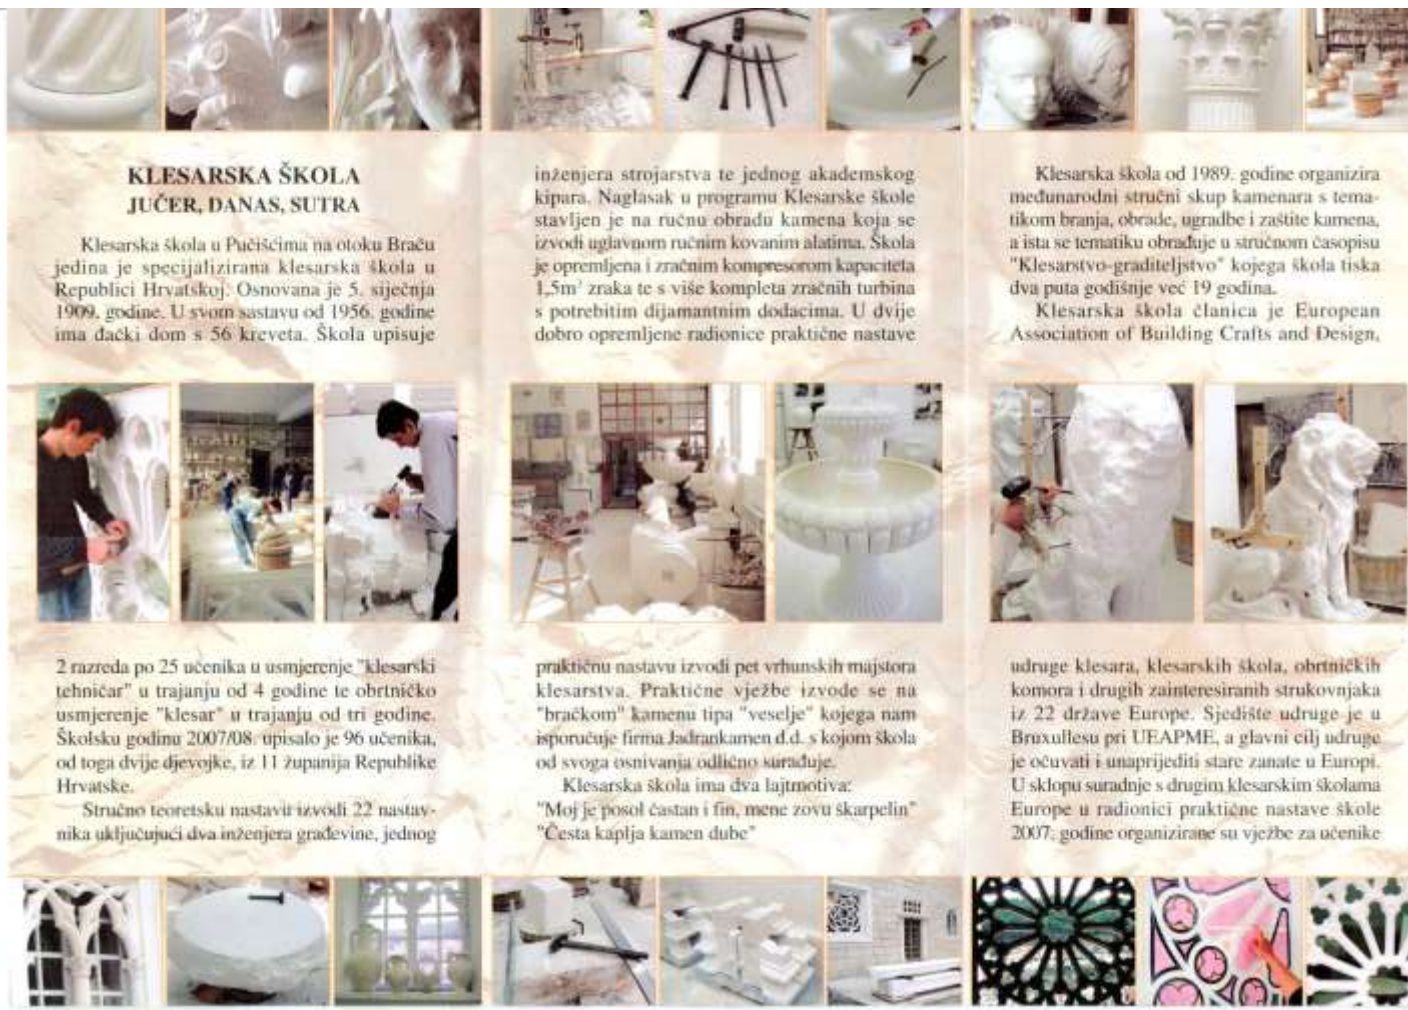 KLESARSKA ŠKOLA
JUČER, DANAS, SUTRA
Klesarska škola u Pučišćima na otoku Braču
jedina je specijalizirana klesarska škola u
Republici Hrvatskoj. Osnovana je 5. siječnja
1909. godine. U svom sastavu od 1956. godine
ima đački dom s 56 kreveta. Škola upisuje
2 razreda po 25 učenika u usmjerenje "klesarski
tehničar" u trajanju od 4 godine te obrtničko
usmjerenje "klesar" u trajanju od tri godine.
Školsku godinu 2007/08. upisalo je 96 učenika,
od toga dvije djevojke, iz 11 županija Republike
Hrvatske.
Stručno teoretsku nastavu izvodi 22 nastav-
nika uključujući dva inženjera građevine, jednog
inženjera strojarstva te jednog akademskog
kipara. Naglasak u programu Klesarske škole
stavljen je na ručnu obradu kamena koja se
izvodi uglavnom ručnim kovanim alatima. Škola
je opremljena i zračnim kompresorom kapaciteta
1,5m³ zraka te s više kompleta zračnih turbina
s potrebitim dijamantnim dodacima. U dvije
dobro opremljene radionice praktične nastave
praktičnu nastavu izvodi pet vrhunskih majstora
klesarstva. Praktične vježbe izvode se na
"bračkom" kamenu tipa "veselje" kojega nam
isporučuje firma Jadrankamen d.d. s kojom škola
od svoga osnivanja odlično surađuje.
Klesarska škola ima dva lajtmotiva:
"Moj je posol častan i fin, mene zovu škarpelin"
"Česta kaplja kamen dube"
Klesarska škola od 1989. godine organizira
međunarodni stručni skup kamenara s tema-
tikom branja, obrade, ugradbe i zaštite kamena,
a ista se tematiku obrađuje u stručnom časopisu
"Klesarstvo-graditeljstvo" kojega škola tiska
dva puta godišnje već 19 godina.
Klesarska škola članica je European
Association of Building Crafts and Design,
udruge klesara, klesarskih škola, obrtničkih
komora i drugih zainteresiranih strukovnjaka
iz 22 države Europe. Sjedište udruge je u
Bruxullesu pri UEAPME, a glavni cilj udruge
je očuvati i unaprijediti stare zanate u Europi.
U sklopu suradnje s drugim klesarskim školama
Europe u radionici praktične nastave škole
2007. godine organizirane su vježbe za učenike